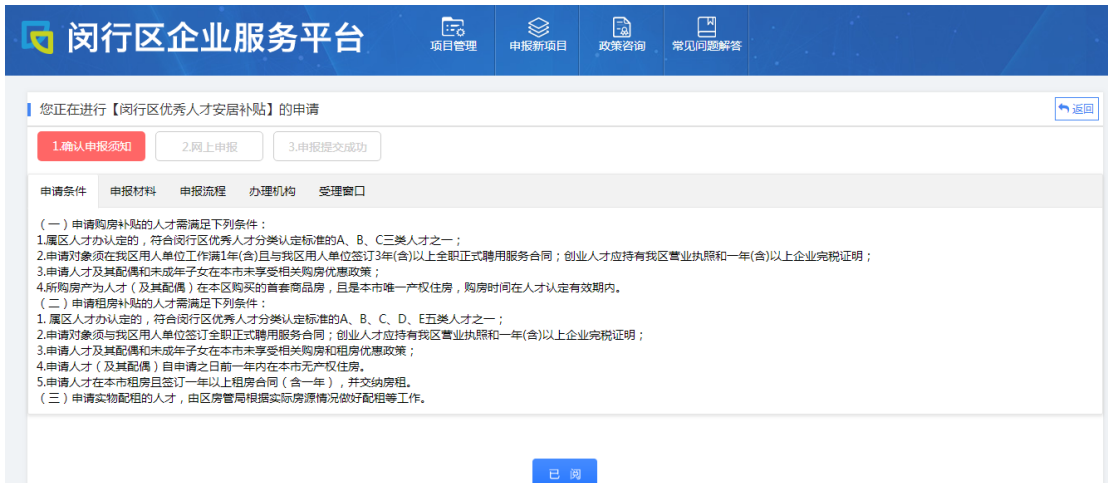 闵行区企业服务平台
项目管理
申报新项目
政策咨询
常见问题解答
您正在进行【闵行区优秀人才安居补贴】的申请
返回
1.确认申报须知
2.网上申报
3.申报提交成功
申请条件 申报材料 申报流程 办理机构 受理窗口
（一）申请购房补贴的人才需满足下列条件：
1.属区人才办认定的，符合闵行区优秀人才分类认定标准的A、B、C三类人才之一；
2.申请对象须在我区用人单位工作满1年(含)且与我区用人单位签订3年(含)以上全职正式聘用服务合同；创业人才应持有我区营业执照和一年(含)以上企业完税证明；
3.申请人才及其配偶和未成年子女在本市未享受相关购房优惠政策；
4.所购房产为人才（及其配偶）在本区购买的首套商品房，且是本市唯一产权住房，购房时间在人才认定有效期内。
（二）申请租房补贴的人才需满足下列条件：
1. 属区人才办认定的，符合闵行区优秀人才分类认定标准的A、B、C、D、E五类人才之一；
2.申请对象须与我区用人单位签订全职正式聘用服务合同；创业人才应持有我区营业执照和一年(含)以上企业完税证明；
3.申请人才及其配偶和未成年子女在本市未享受相关购房和租房优惠政策；
4.申请人才（及其配偶）自申请之日前一年内在本市无产权住房。
5.申请人才在本市租房且签订一年以上租房合同（含一年），并交纳房租。
（三）申请实物配租的人才，由区房管局根据实际房源情况做好配租等工作。
已 阅